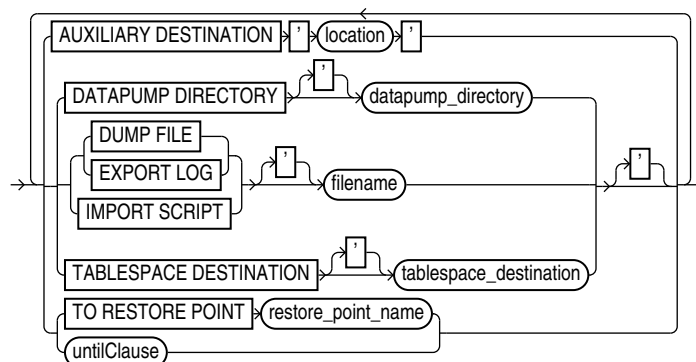 AUXILIARY DESTINATION ' location '
DATAPUMP DIRECTORY ' datapump_directory
DUMP FILE
EXPORT LOG
IMPORT SCRIPT
' filename '
TABLESPACE DESTINATION ' tablespace_destination
TO RESTORE POINT restore_point_name
untilClause